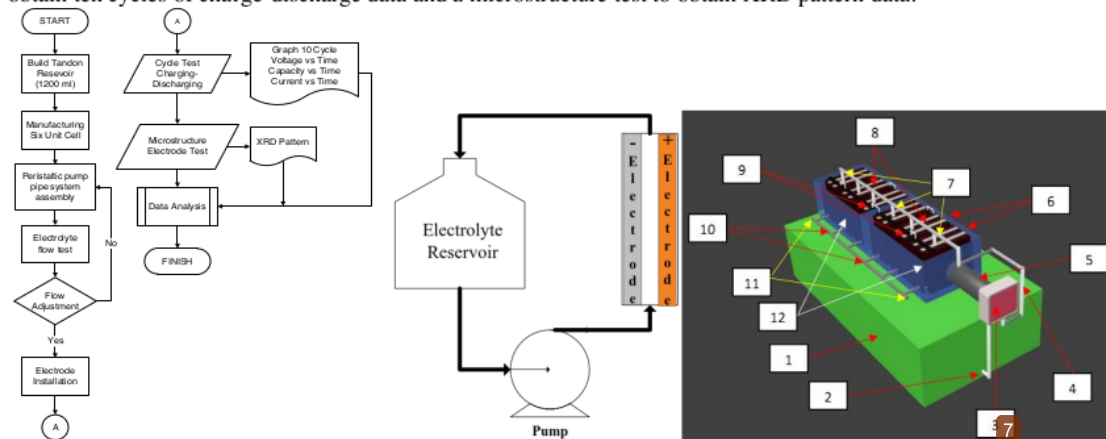 obtain ten cycles of charge-discharge data and a microstructure test to obtain XRD pattern data.
START
Build Tandon
Resevoir
(1200 ml)
Manufacturing
Six Unit Cell
Peristaltic pump
pipe system
assembly
Electrolyte
flow test
No
Flow
Adjustment
Yes
Electrode
Installation
A
A
Cycle Test
Charging-
Discharging
Graph 10 Cycle
Voltage vs Time
Capacity vs Time
Current vs Time
Microstructure
Electrode Test
XRD Pattern
Data Analysis
FINISH
Electrolyte
Reservoir
Pump
- Electrode
+ Electrode
8
9
7
6
10
5
11
12
1
4
2
3
7